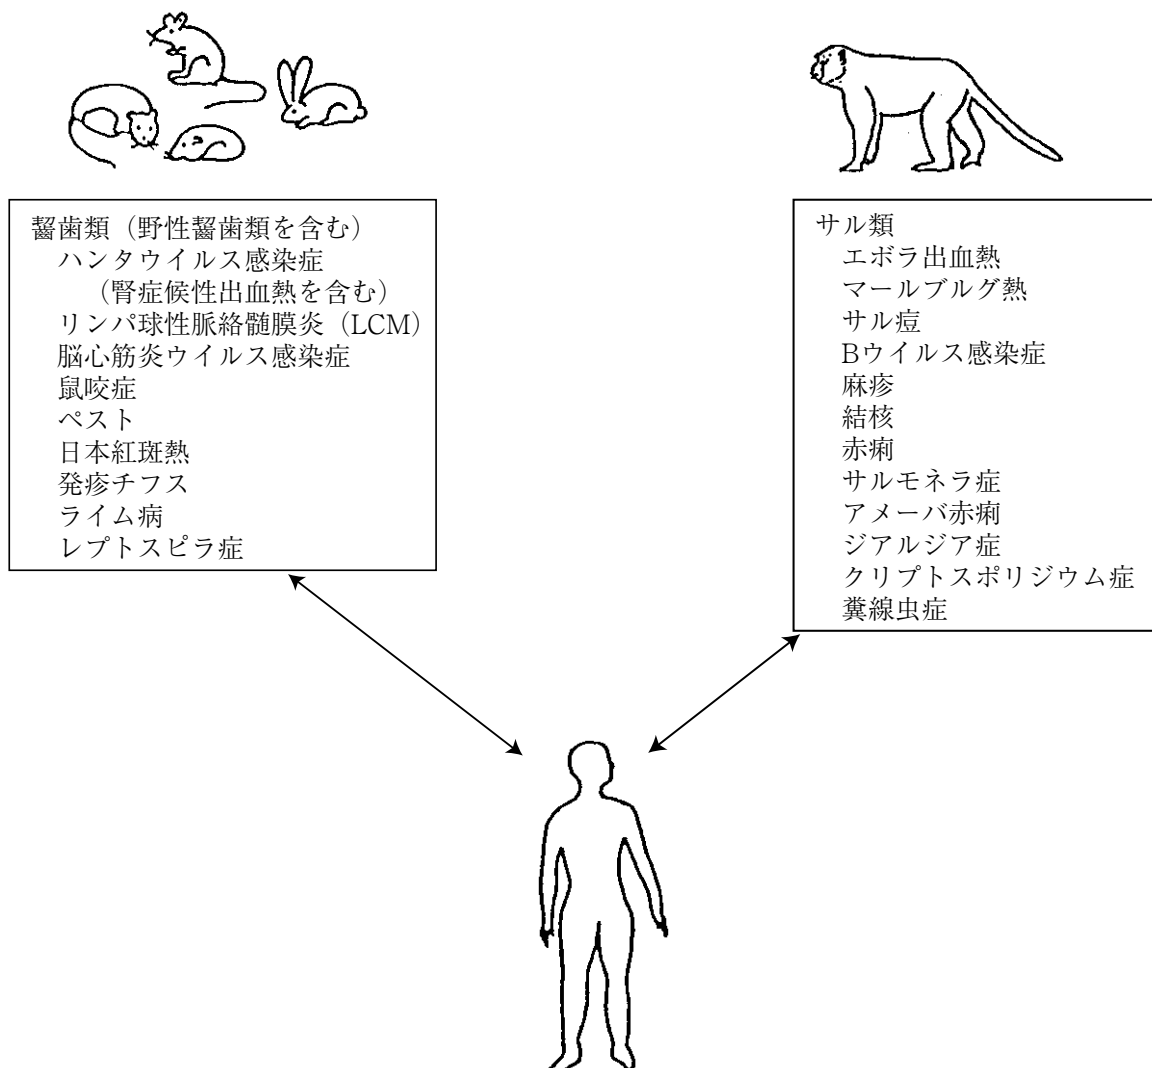 齧歯類（野性齧歯類を含む）
ハンタウイルス感染症
（腎症候性出血熱を含む）
リンパ球性脈絡髄膜炎（LCM）
脳心筋炎ウイルス感染症
鼠咬症
ペスト
日本紅斑熱
発疹チフス
ライム病
レプトスピラ症
サル類
エボラ出血熱
マールブルグ熱
サル痘
Bウイルス感染症
麻疹
結核
赤痢
サルモネラ症
アメーバ赤痢
ジアルジア症
クリプトスポリジウム症
糞線虫症